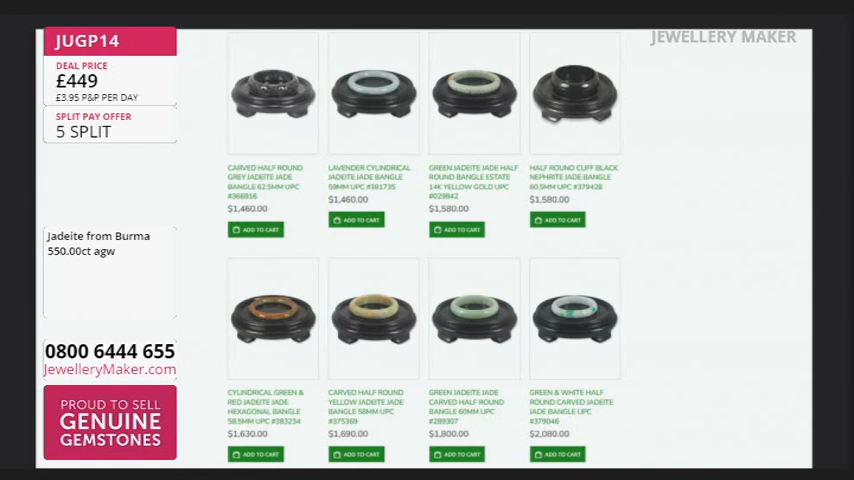 JUGP14
DEAL PRICE
£449
£3.95 P&P PER DAY
SPLIT PAY OFFER
5 SPLIT
Jadeite from Burma
550.00ct agw
0800 6444 655
JewelleryMaker.com
PROUD TO SELL
GENUINE
GEMSTONES
JEWELLERY MAKER
CARVED HALF ROUND
GREY JADEITE JADE
BANGLE 62.5MM UPC
#366916
$1,460.00
ADD TO CART
LAVENDER CYLINDRICAL
JADEITE JADE BANGLE
59MM UPC #381735
$1,460.00
ADD TO CART
GREEN JADEITE JADE HALF
ROUND BANGLE ESTATE
14K YELLOW GOLD UPC
#029842
$1,580.00
ADD TO CART
HALF ROUND CUFF BLACK
NEPHRITE JADE BANGLE
60.5MM UPC #379428
$1,580.00
ADD TO CART
CYLINDRICAL GREEN &
RED JADEITE JADE
HEXAGONAL BANGLE
58.5MM UPC #383234
$1,630.00
ADD TO CART
CARVED HALF ROUND
YELLOW JADEITE JADE
BANGLE 58MM UPC
#375369
$1,690.00
ADD TO CART
GREEN JADEITE JADE
CARVED HALF ROUND
BANGLE 60MM UPC
#289307
$1,800.00
ADD TO CART
GREEN & WHITE HALF
ROUND CARVED JADEITE
JADE BANGLE UPC
#379046
$2,080.00
ADD TO CART